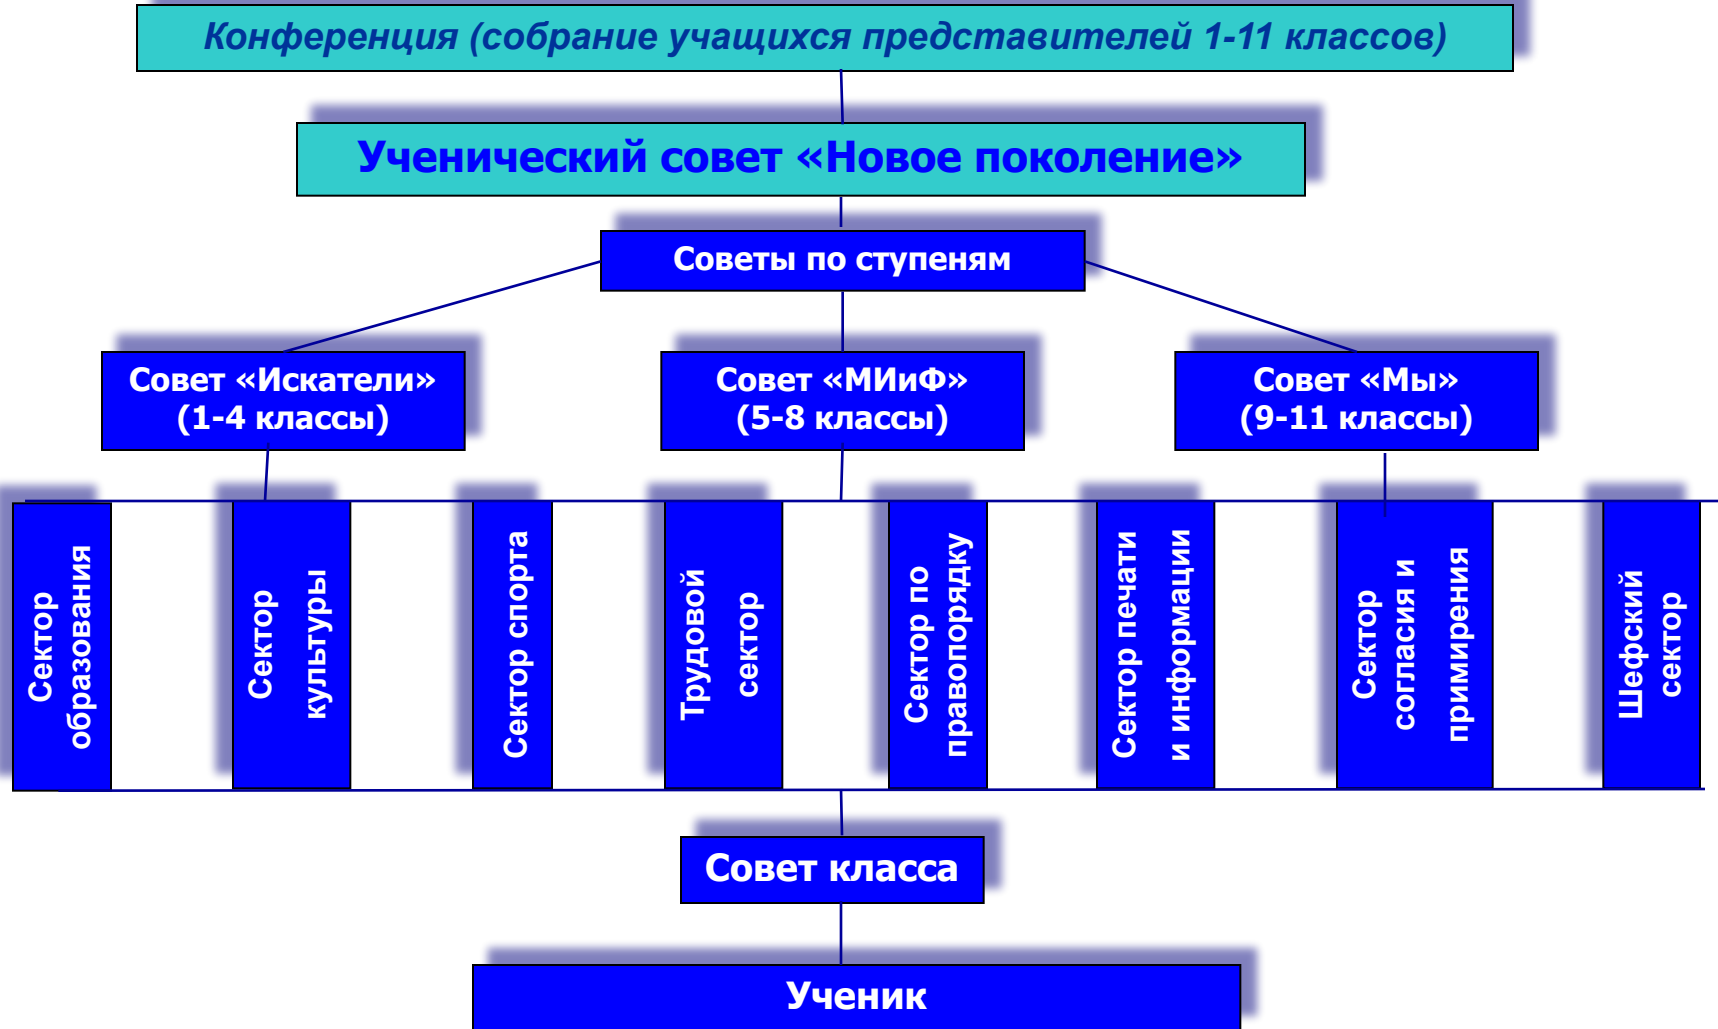 Конференция (собрание учащихся представителей 1-11 классов)
Ученический совет «Новое поколение»
Советы по ступеням
Совет «Искатели»
(1-4 классы)
Совет «МИиФ»
(5-8 классы)
Совет «Мы»
(9-11 классы)
Сектор
образования
Сектор
культуры
Сектор спорта
Трудовой
сектор
Сектор по
правопорядку
Сектор печати
и информации
Сектор
согласия и
примирения
Шефский
сектор
Совет класса
Ученик